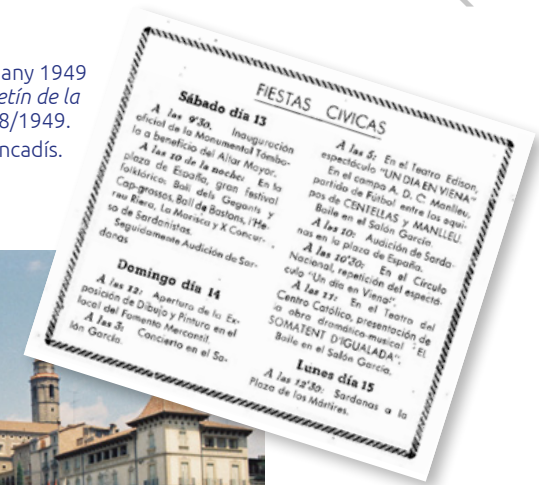 any 1949
etín de la
8/1949.
ncadís.
FIESTAS CIVICAS
Sábado día 13
A las 9'30. Inauguración
oficial de la Monumental Tómbo-
la a beneficio del Altar Mayor.
A las 10 de la noche: En la
plaza de España, gran festival
folklórico: Ball dels Gegants y
Cap-grossos, Ball de Bastons, l'He-
reu Riera, La Morisca y X Concur-
so de Sardanistas.
Seguidamente Audición de Sar-
danas
Domingo día 14
A las 12: Apertura de la Ex-
posición de Dibujo y Pintura en el
local del Fomento Mercantil.
A las 3: Concierto en el Sa-
lón García.
A las 5: En el Teatro Edison,
espectáculo "UN DIA EN VIENA"
En el campo A. D. C. Manlleu,
partido de Fútbol entre los equi-
pos de CENTELLAS y MANLLEU.
Baile en el Salón García.
A las 10: Audición de Sarda-
nas en la plaza de España.
A las 10'30: En el Círculo
Nacional, repetición del espectá-
culo "Un día en Viena".
A las 11: En el Teatro del
Centro Católico, presentación de
la obra dramático-musical "EL
SOMATENT D'IGUALADA".
Baile en el Salón García.
Lunes día 15
A las 12'30: Sardanas a la
Plaza de los Mártires.